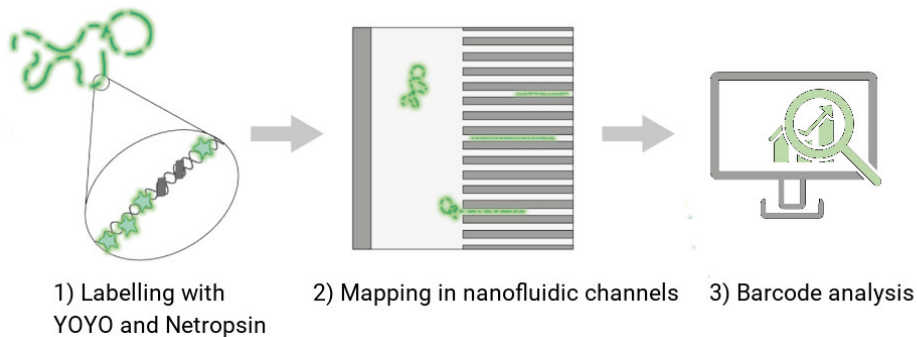 1) Labelling with
YOYO and Netropsin
2) Mapping in nanofluidic channels
3) Barcode analysis